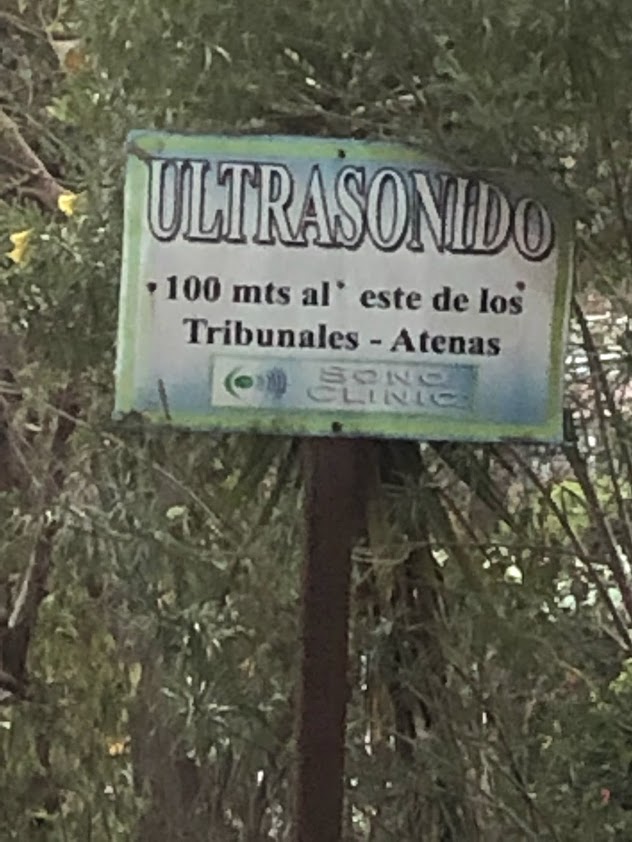 ULTRASONIDO
100 mts al este de los
Tribunales - Atenas
SONO
CLINIC